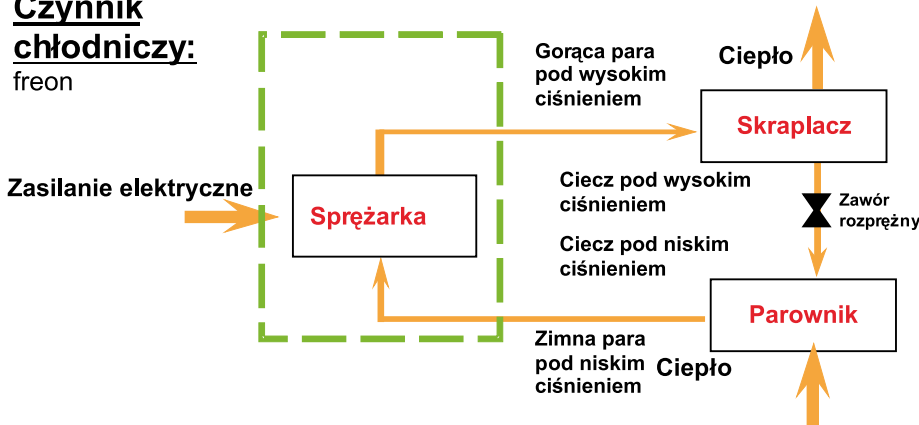 Czynnik
chłodniczy:
freon
Gorąca para
pod wysokim
ciśnieniem
Ciepło
Skraplacz
Zasilanie elektryczne
Sprężarka
Ciecz pod wysokim
ciśnieniem
Zawór
rozprężny
Ciecz pod niskim
ciśnieniem
Parownik
Zimna para
pod niskim
ciśnieniem
Ciepło